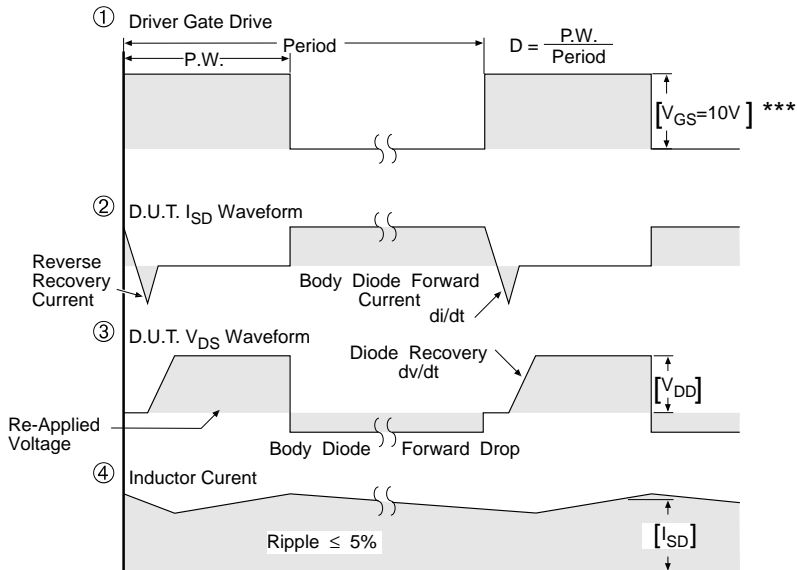 ① Driver Gate Drive
Period
P.W.
D = P.W. / Period
[VGS=10V] ***
② D.U.T. ISD Waveform
Reverse
Recovery
Current
Body Diode Forward
Current
di/dt
③ D.U.T. VDS Waveform
Diode Recovery
dv/dt
[VDD]
Re-Applied
Voltage
Body Diode Forward Drop
④ Inductor Curent
Ripple ≤ 5%
[ISD]